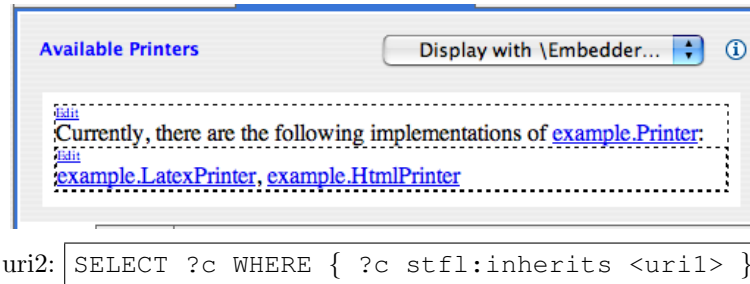 Available Printers Display with \Embedder...
Edit
Currently, there are the following implementations of example.Printer:
Edit
example.LatexPrinter, example.HtmlPrinter
uri2: SELECT ?c WHERE { ?c stfl:inherits <uri1> }